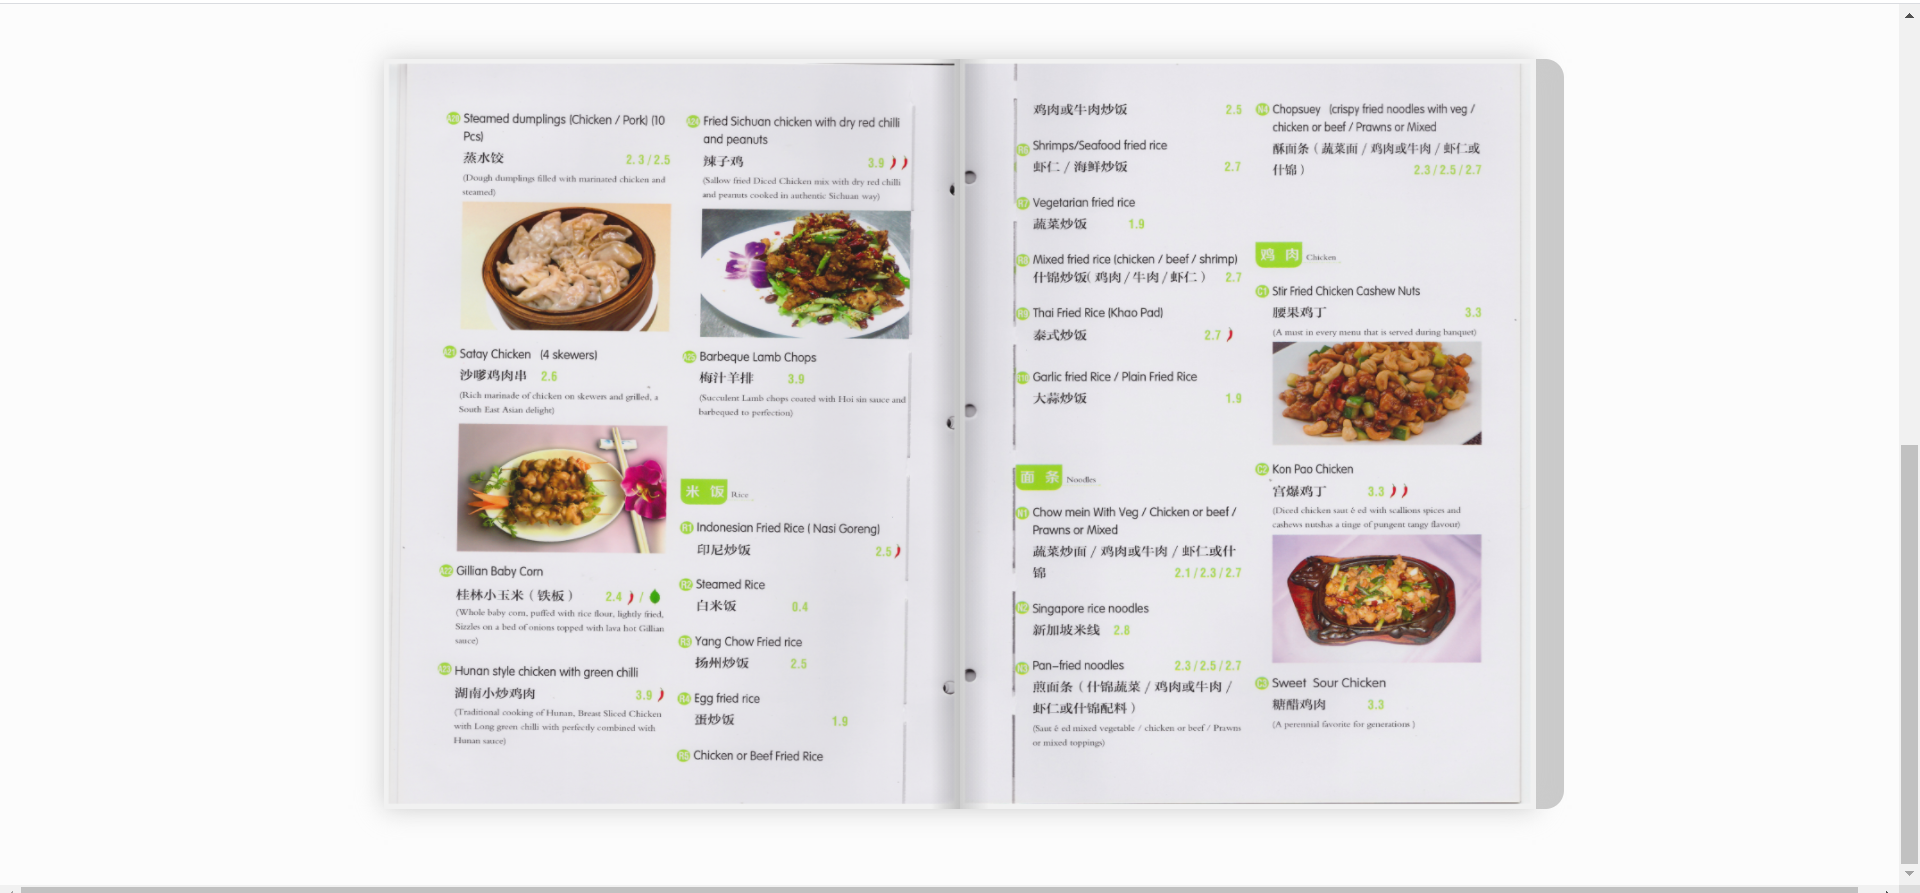 A20 Steamed dumplings (Chicken / Pork) (10
Pcs)
蒸水饺 2. 3 / 2.5
(Dough dumplings filled with marinated chicken and
steamed)
A21 Satay Chicken (4 skewers)
沙嗲鸡肉串 2.6
(Rich marinade of chicken on skewers and grilled, a
South East Asian delight)
A22 Gillian Baby Corn
桂林小玉米（铁板） 2.4 /
(Whole baby corn, puffed with rice flour, lightly fried,
Sizzles on a bed of onions topped with lava hot Gillian
sauce)
A23 Hunan style chicken with green chilli
湖南小炒鸡肉 3.9
(Traditional cooking of Hunan, Breast Sliced Chicken
with Long green chilli with perfectly combined with
Hunan sauce)
A24 Fried Sichuan chicken with dry red chilli
and peanuts
辣子鸡 3.9
(Sallow fried Diced Chicken mix with dry red chilli
and peanuts cooked in authentic Sichuan way)
A25 Barbeque Lamb Chops
梅汁羊排 3.9
(Succulent Lamb chops coated with Hoi sin sauce and
barbequed to perfection)
米 饭 Rice
R1 Indonesian Fried Rice ( Nasi Goreng)
印尼炒饭 2.5
R2 Steamed Rice
白米饭 0.4
R3 Yang Chow Fried rice
扬州炒饭 2.5
R4 Egg fried rice
蛋炒饭 1.9
R5 Chicken or Beef Fried Rice
鸡肉或牛肉炒饭 2.5
R6 Shrimps/Seafood fried rice
虾仁 / 海鲜炒饭 2.7
R7 Vegetarian fried rice
蔬菜炒饭 1.9
R8 Mixed fried rice (chicken / beef / shrimp)
什锦炒饭( 鸡肉 / 牛肉 / 虾仁 ） 2.7
R9 Thai Fried Rice (Khao Pad)
泰式炒饭 2.7
R10 Garlic fried Rice / Plain Fried Rice
大蒜炒饭 1.9
面 条 Noodles
N1 Chow mein With Veg / Chicken or beef /
Prawns or Mixed
蔬菜炒面 / 鸡肉或牛肉 / 虾仁或什
锦 2.1 / 2.3 / 2.7
N2 Singapore rice noodles
新加坡米线 2.8
N3 Pan-fried noodles 2.3 / 2.5 / 2.7
煎面条（ 什锦蔬菜 / 鸡肉或牛肉 /
虾仁或什锦配料 ）
(Saut é ed mixed vegetable / chicken or beef / Prawns
or mixed toppings)
N4 Chopsuey (crispy fried noodles with veg /
chicken or beef / Prawns or Mixed
酥面条（ 蔬菜面 / 鸡肉或牛肉 / 虾仁或
什锦 ） 2.3 / 2.5 / 2.7
鸡 肉 Chicken
C1 Stir Fried Chicken Cashew Nuts
腰果鸡丁 3.3
(A must in every menu that is served during banquet)
C2 Kon Pao Chicken
宫爆鸡丁 3.3
(Diced chicken saut é ed with scallions spices and
cashews nutshas a tinge of pungent tangy flavour)
C3 Sweet Sour Chicken
糖醋鸡肉 3.3
(A perennial favorite for generations )